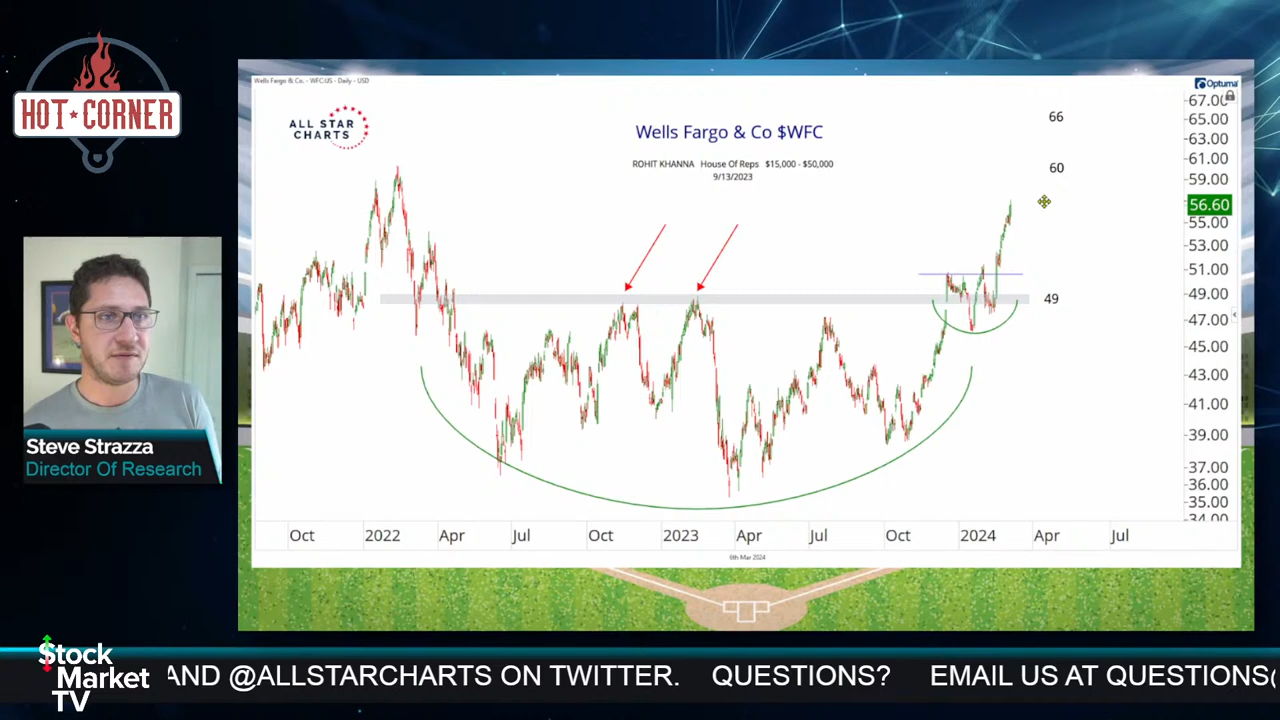 HOT★CORNER
Steve Strazza
Director Of Research
Wells Fargo & Co. - WFC:US - Daily - USD
Optuma
ALL STAR
CHARTS
Wells Fargo & Co $WFC
ROHIT KHANNA House Of Reps $15,000 - $50,000
9/13/2023
66
60
49
67.00
65.00
63.00
61.00
59.00
56.60
55.00
53.00
51.00
49.00
47.00
45.00
43.00
41.00
39.00
37.00
36.00
35.00
34.00
Oct 2022 Apr Jul Oct 2023 Apr Jul Oct 2024 Apr Jul
6th Mar 2024
$tock
Market
TV
AND @ALLSTARCHARTS ON TWITTER. QUESTIONS? EMAIL US AT QUESTIONS